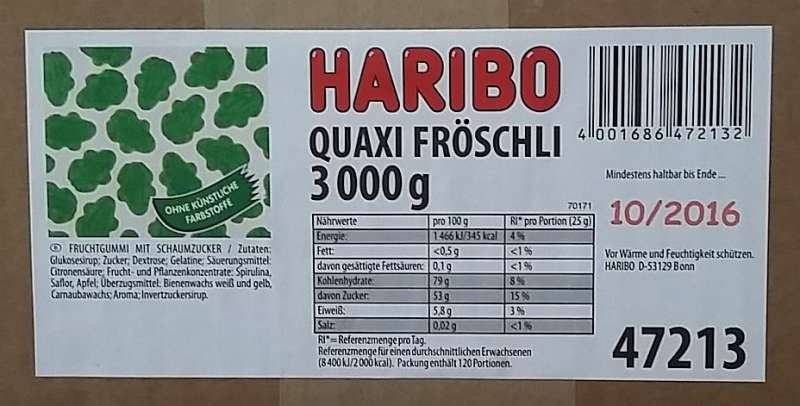 HARIBO
QUAXI FRÖSCHLI
3 000 g
OHNE KÜNSTLICHE
FARBSTOFFE
D FRUCHTGUMMI MIT SCHAUMZUCKER / Zutaten:
Glukosesirup; Zucker; Dextrose; Gelatine; Säuerungsmittel:
Citronensäure; Frucht- und Pflanzenkonzentrate: Spirulina,
Saflor, Apfel; Überzugsmittel: Bienenwachs weiß und gelb,
Carnaubawachs; Aroma; Invertzuckersirup.
70171
Nährwerte pro 100 g RI* pro Portion (25 g)
Energie: 1 466 kJ/345 kcal 4 %
Fett: <0,5 g <1 %
davon gesättigte Fettsäuren: 0,1 g <1 %
Kohlenhydrate: 79 g 8 %
davon Zucker: 53 g 15 %
Eiweiß: 5,8 g 3 %
Salz: 0,02 g <1 %
RI* = Referenzmenge pro Tag.
Referenzmenge für einen durchschnittlichen Erwachsenen
(8 400 kJ/2 000 kcal). Packung enthält 120 Portionen.
4 001686 472132
Mindestens haltbar bis Ende ...
10/2016
Vor Wärme und Feuchtigkeit schützen.
HARIBO D-53129 Bonn
47213